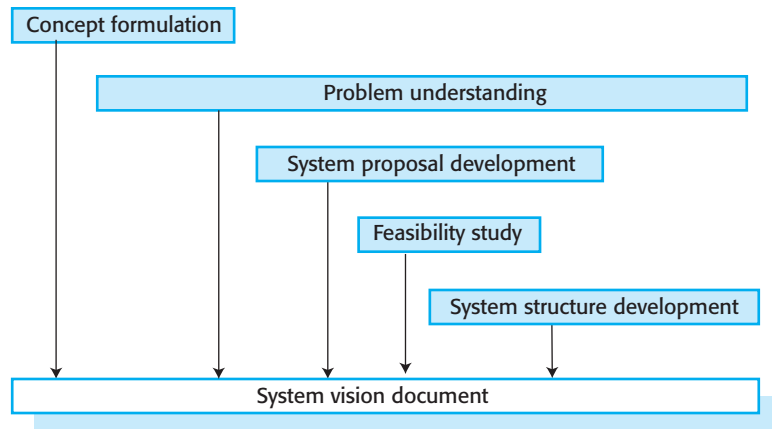 Concept formulation
Problem understanding
System proposal development
Feasibility study
System structure development
System vision document